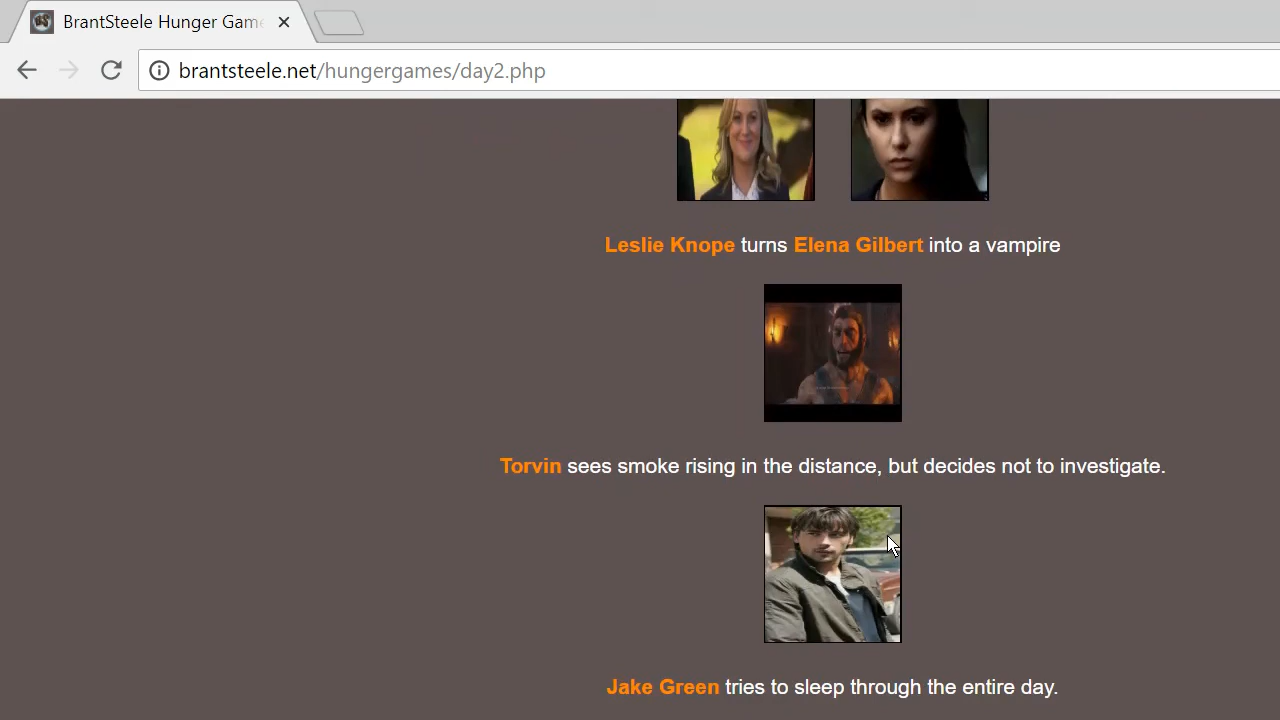 BrantSteele Hunger Game
brantsteele.net/hungergames/day2.php
Leslie Knope turns Elena Gilbert into a vampire
Torvin sees smoke rising in the distance, but decides not to investigate.
Jake Green tries to sleep through the entire day.